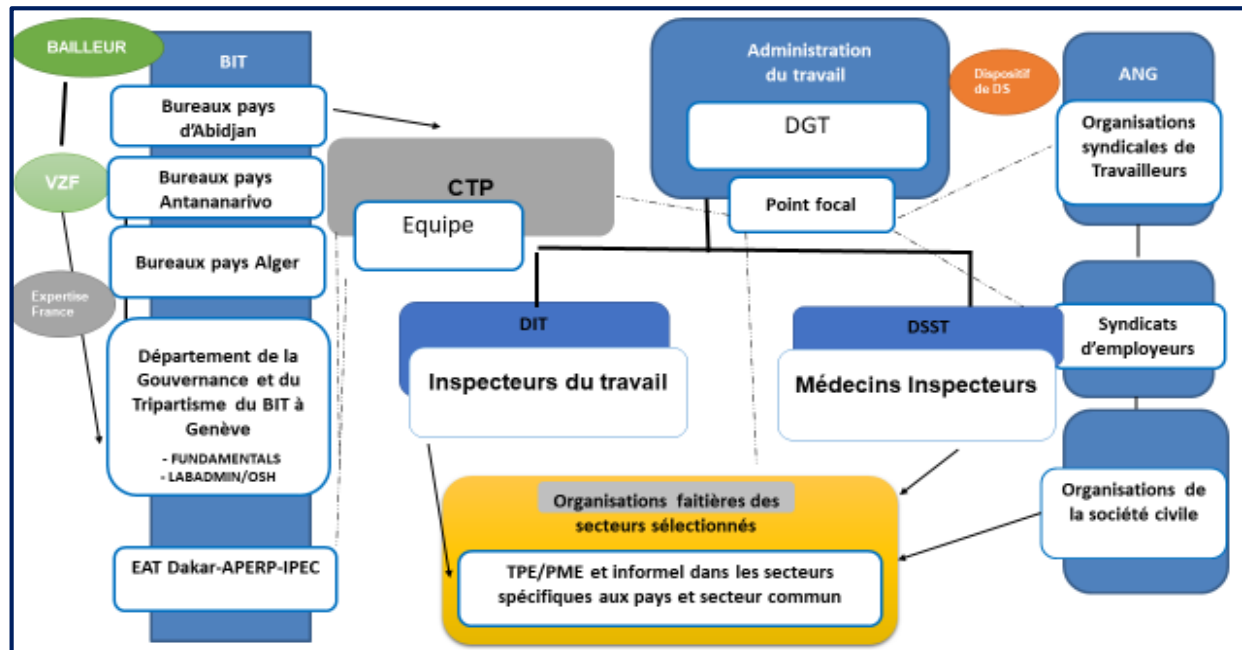 BAILLEUR
BIT
Bureaux pays
d'Abidjan
VZF
Bureaux pays
Antananarivo
Bureaux pays Alger
Expertise
France
Département de la
Gouvernance et du
Tripartisme du BIT à
Genève
- FUNDAMENTALS
- LABADMIN/OSH
EAT Dakar-APERP-IPEC
CTP
Equipe
Administration
du travail
DGT
Point focal
Dispositif
de DS
ANG
Organisations
syndicales de
Travailleurs
Syndicats
d'employeurs
Organisations de
la société civile
DIT
Inspecteurs du travail
DSST
Médecins Inspecteurs
Organisations faitières des
secteurs sélectionnés
TPE/PME et informel dans les secteurs
spécifiques aux pays et secteur commun